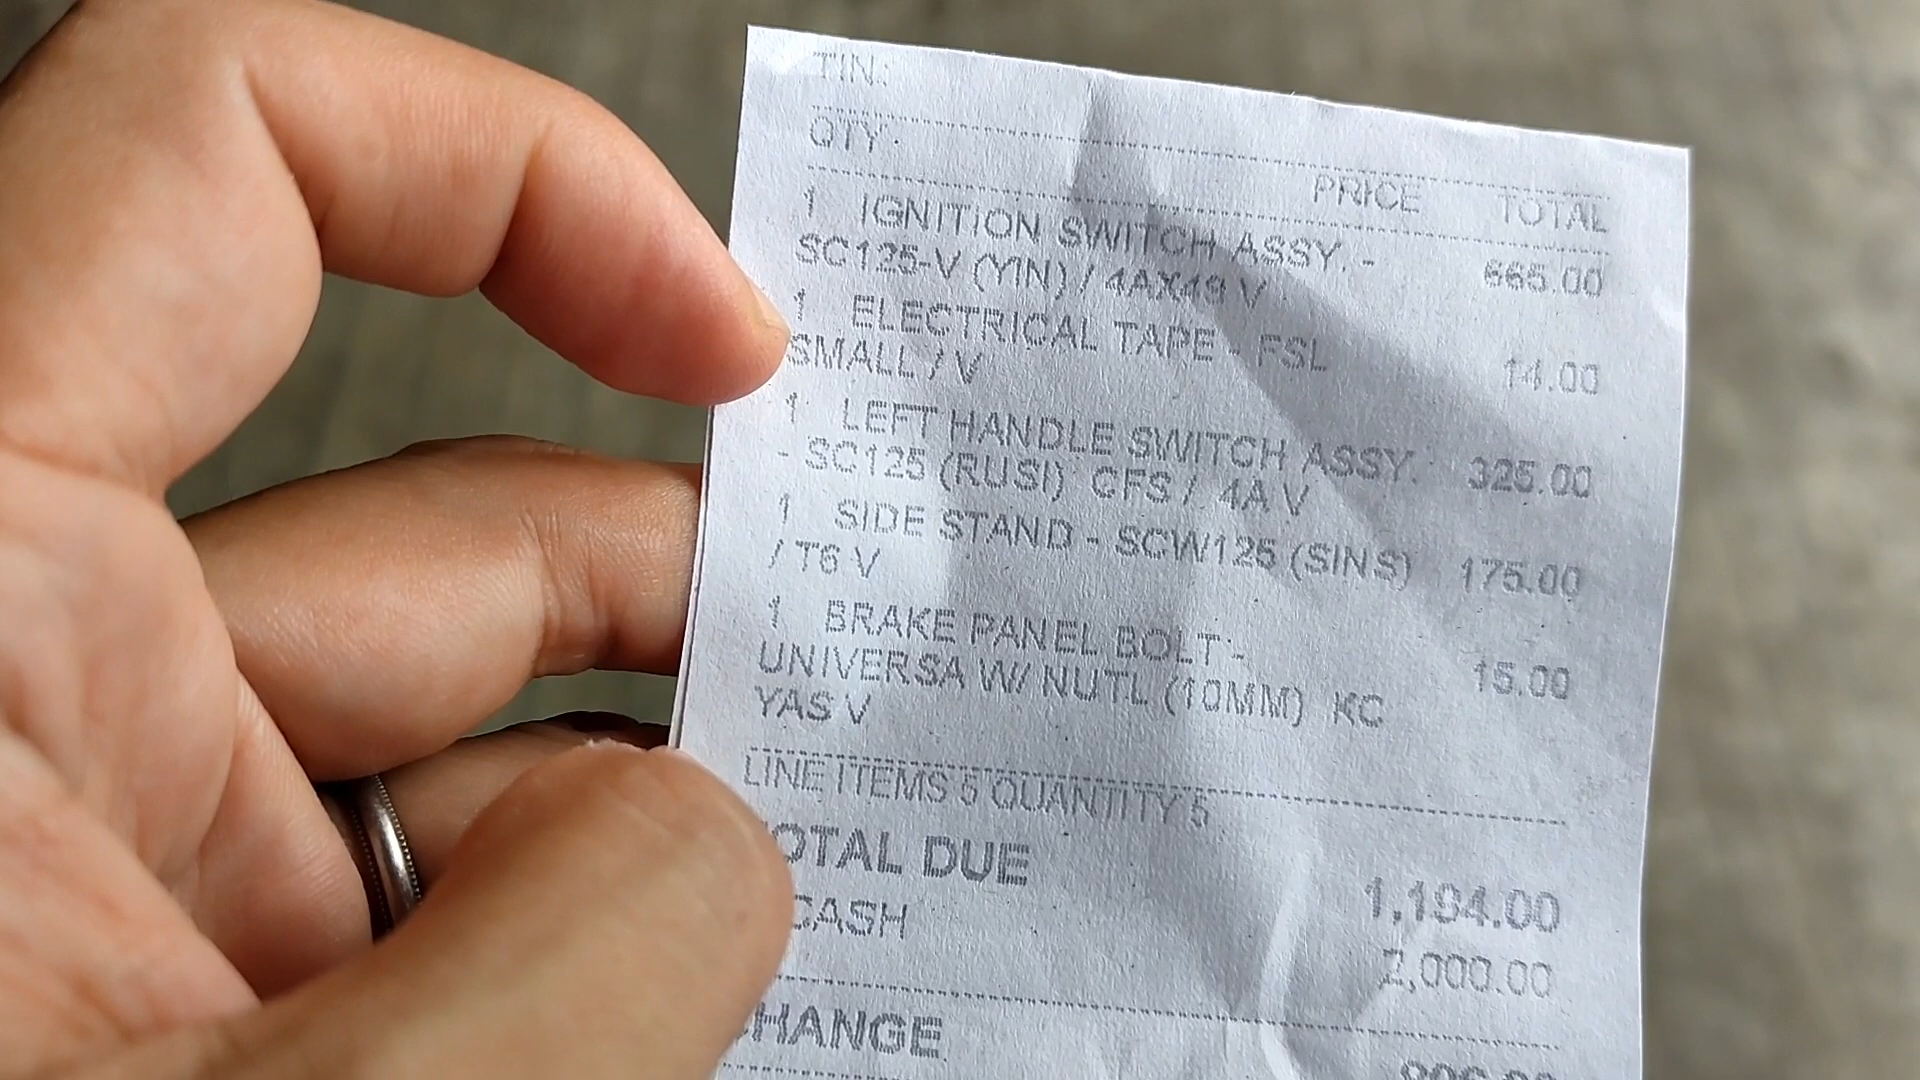 TIN.:
QTY.
PRICE TOTAL
1 IGNITION SWITCH ASSY. - 665.00
SC125-V (YIN) / 4AX49 V
1 ELECTRICAL TAPE - FSL 14.00
SMALL / V
1 LEFT HANDLE SWITCH ASSY. 325.00
- SC125 (RUSI) CFS / 4A V
1 SIDE STAND - SCW125 (SINS) 175.00
/ T6 V
1 BRAKE PANEL BOLT - 15.00
UNIVERSA W/ NUTL (10MM) KC
YAS V
LINE ITEMS 5 QUANTITY 5
OTAL DUE 1,194.00
CASH 2,000.00
HANGE